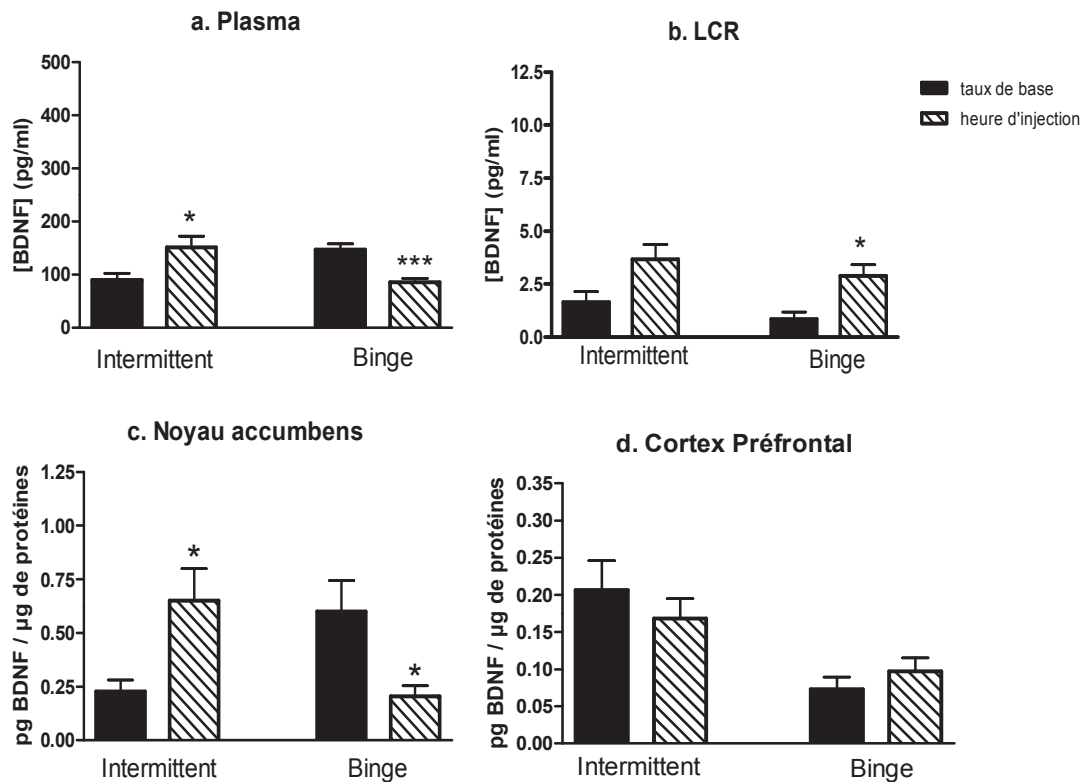 a. Plasma
[BDNF] (pg/ml)
500
400
300
200
100
0
*
***
Intermittent
Binge
b. LCR
[BDNF] (pg/ml)
12.5
10.0
7.5
5.0
2.5
0.0
*
Intermittent
Binge
taux de base
heure d'injection
c. Noyau accumbens
pg BDNF / µg de protéines
1.25
1.00
0.75
0.50
0.25
0.00
*
*
Intermittent
Binge
d. Cortex Préfrontal
pg BDNF / µg de protéines
0.35
0.30
0.25
0.20
0.15
0.10
0.05
0.00
Intermittent
Binge